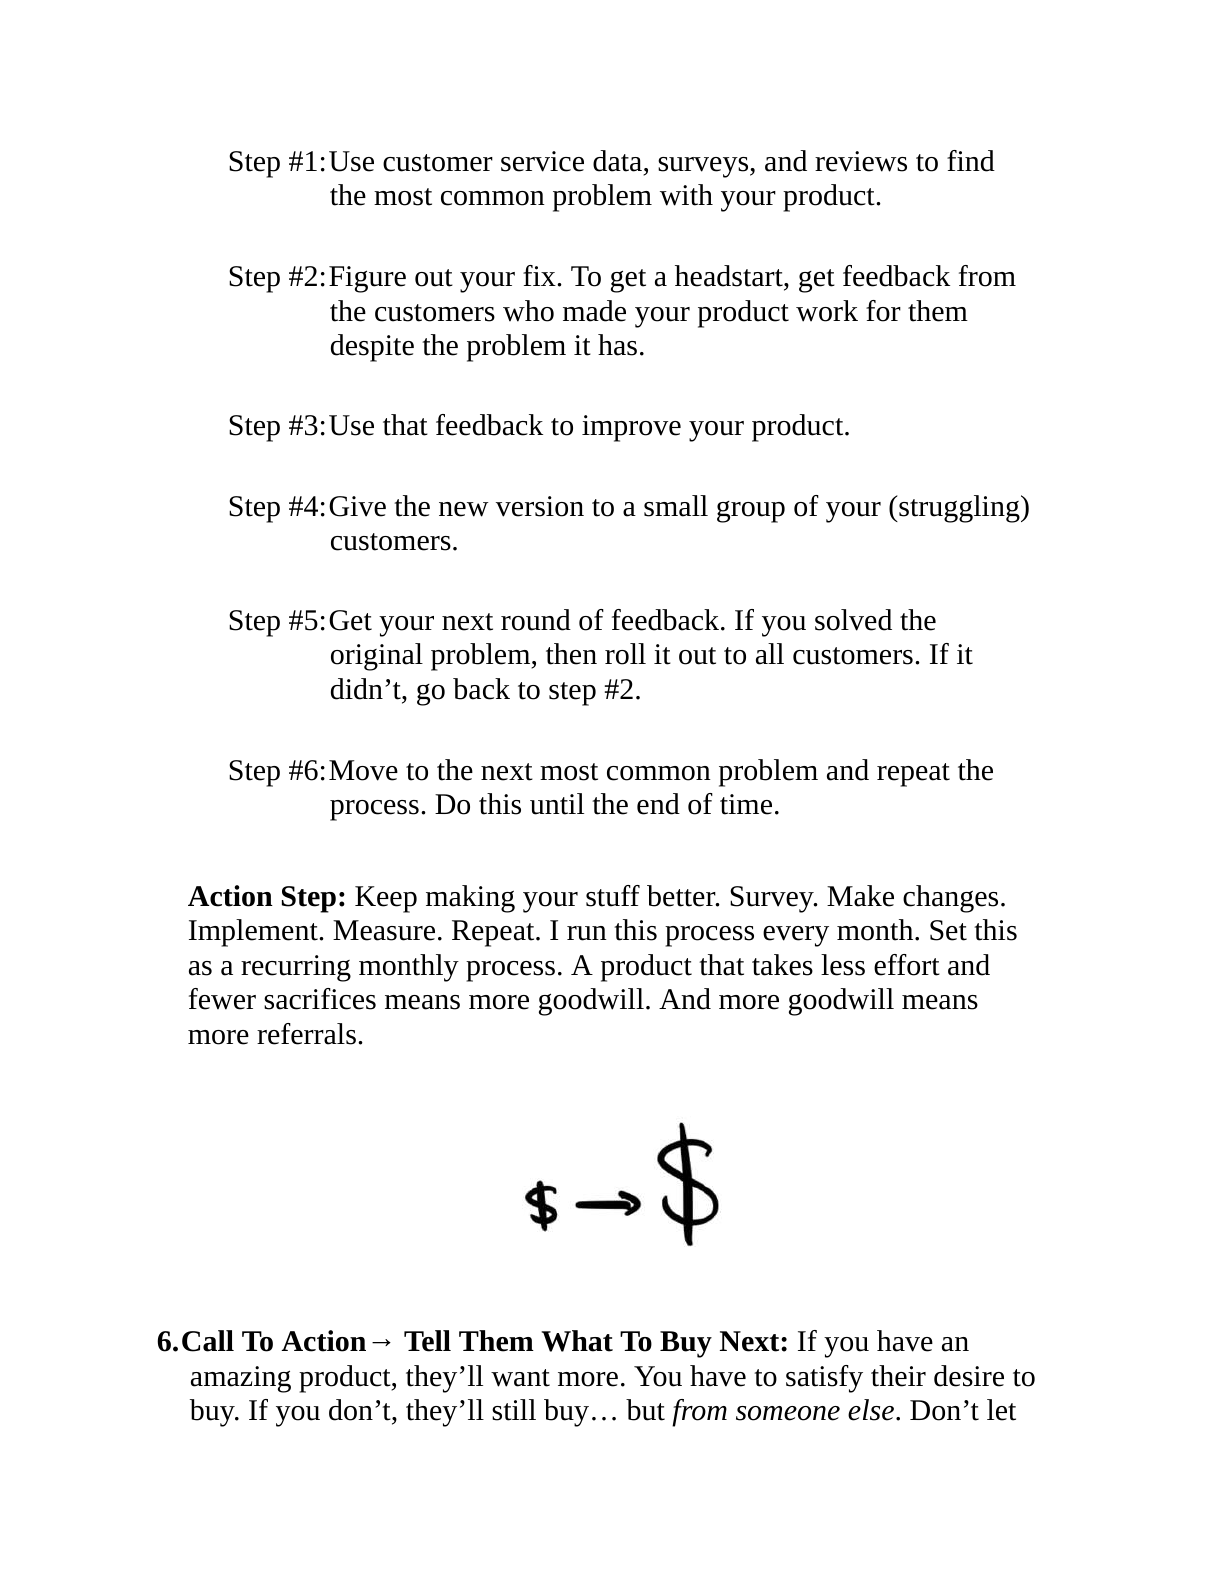 Step #1:Use customer service data, surveys, and reviews to find
the most common problem with your product.
Step #2:Figure out your fix. To get a headstart, get feedback from
the customers who made your product work for them
despite the problem it has.
Step #3:Use that feedback to improve your product.
Step #4:Give the new version to a small group of your (struggling)
customers.
Step #5:Get your next round of feedback. If you solved the
original problem, then roll it out to all customers. If it
didn’t, go back to step #2.
Step #6:Move to the next most common problem and repeat the
process. Do this until the end of time.
Action Step: Keep making your stuff better. Survey. Make changes.
Implement. Measure. Repeat. I run this process every month. Set this
as a recurring monthly process. A product that takes less effort and
fewer sacrifices means more goodwill. And more goodwill means
more referrals.
$ → $
6.Call To Action→ Tell Them What To Buy Next: If you have an
amazing product, they’ll want more. You have to satisfy their desire to
buy. If you don’t, they’ll still buy… but from someone else. Don’t let